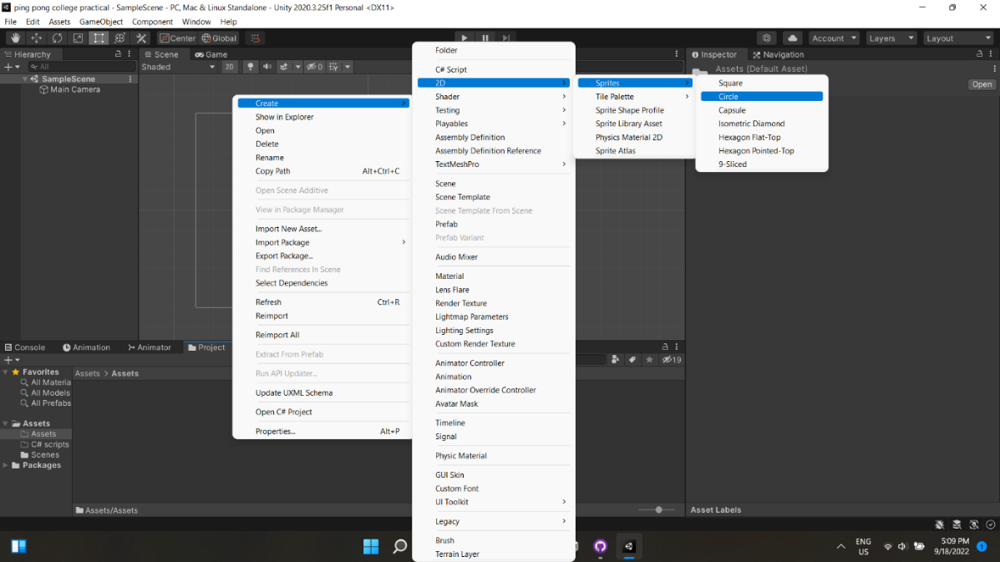 ping pong college practical - SampleScene - PC, Mac & Linux Standalone - Unity 2020.3.25f1 Personal <DX11>
File Edit Assets GameObject Component Window Help
Center Global Account Layers Layout
Hierarchy
All
SampleScene
Main Camera
Scene Game
Shaded 2D 0
Create
Show in Explorer
Open
Delete
Rename
Copy Path Alt+Ctrl+C
Open Scene Additive
View in Package Manager
Import New Asset...
Import Package
Export Package...
Find References In Scene
Select Dependencies
Refresh Ctrl+R
Reimport
Reimport All
Extract From Prefab
Run API Updater...
Update UXML Schema
Open C# Project
Properties... Alt+P
Folder
C# Script
2D
Shader
Testing
Playables
Assembly Definition
Assembly Definition Reference
TextMeshPro
Scene
Scene Template
Scene Template From Scene
Prefab
Prefab Variant
Audio Mixer
Material
Lens Flare
Render Texture
Lightmap Parameters
Lighting Settings
Custom Render Texture
Animator Controller
Animation
Animator Override Controller
Avatar Mask
Timeline
Signal
Physic Material
GUI Skin
Custom Font
UI Toolkit
Legacy
Brush
Terrain Layer
Sprites
Tile Palette
Sprite Shape Profile
Sprite Library Asset
Physics Material 2D
Sprite Atlas
Square
Circle
Capsule
Isometric Diamond
Hexagon Flat-Top
Hexagon Pointed-Top
9-Sliced
Inspector Navigation
Assets (Default Asset)
Open
Console Animation Animator Project
19
Favorites
All Materia
All Models
All Prefabs
Assets
Assets
C# scripts
Scenes
Packages
Assets > Assets
Assets/Assets
Asset Labels
ENG
US
5:09 PM
9/18/2022
1